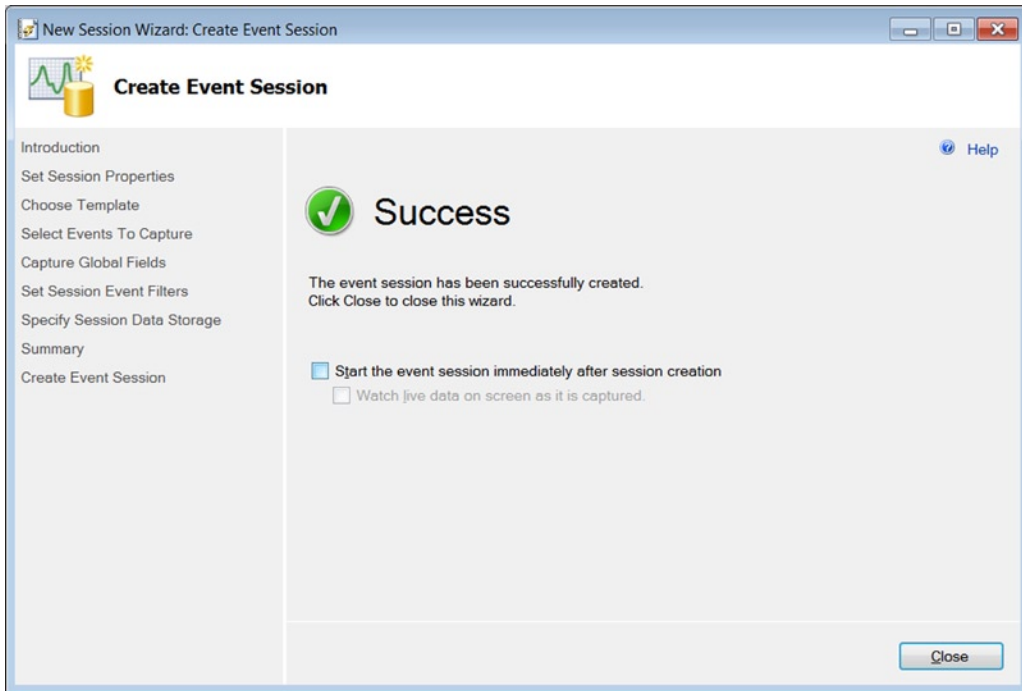 New Session Wizard: Create Event Session
Create Event Session
Introduction
Set Session Properties
Choose Template
Select Events To Capture
Capture Global Fields
Set Session Event Filters
Specify Session Data Storage
Summary
Create Event Session
Help
Success
The event session has been successfully created.
Click Close to close this wizard.
Start the event session immediately after session creation
Watch live data on screen as it is captured.
Close